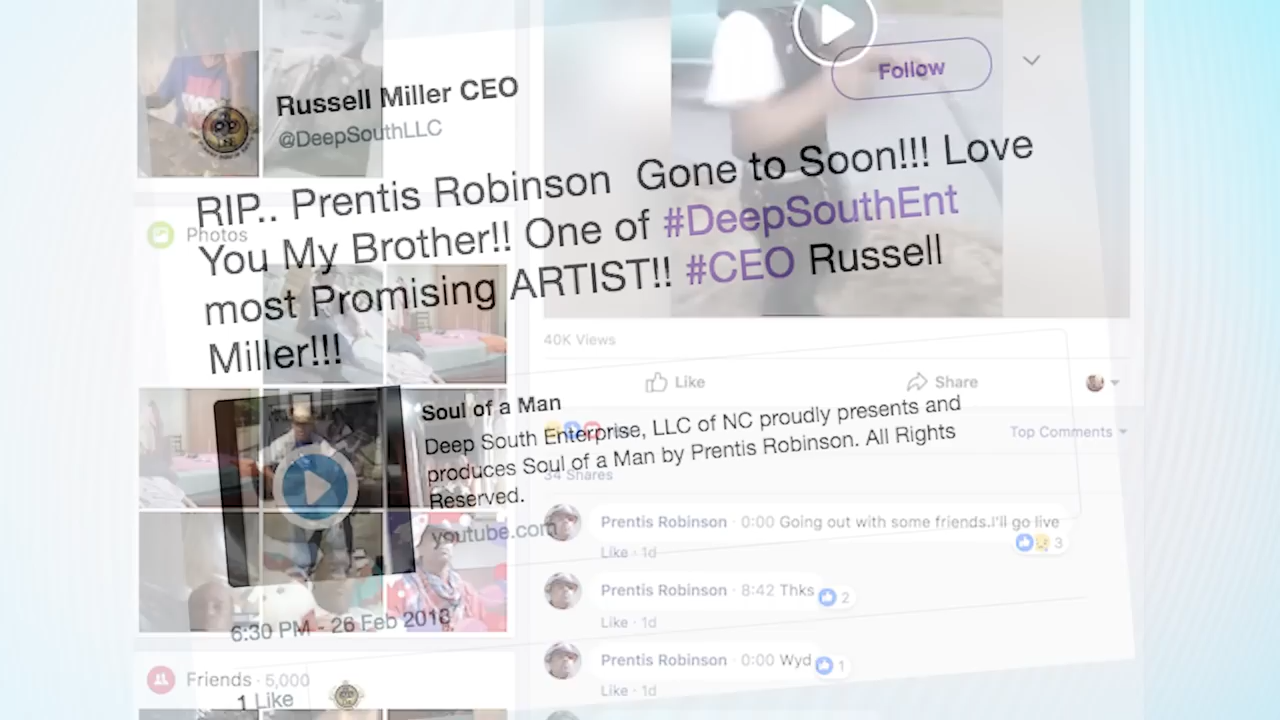 Russell Miller CEO
@DeepSouthLLC
Follow
RIP.. Prentis Robinson Gone to Soon!!! Love
You My Brother!! One of #DeepSouthEnt
most Promising ARTIST!! #CEO Russell
Miller!!!
Soul of a Man
Deep South Enterprise, LLC of NC proudly presents and
produces Soul of a Man by Prentis Robinson. All Rights
Reserved.
youtube.com
6:30 PM - 26 Feb 2018
1 Like
Photos
Friends · 5,000
40K Views
Like
Share
Top Comments
34 Shares
Prentis Robinson · 0:00 Going out with some friends.I'll go live
3
Like · 1d
Prentis Robinson · 8:42 Thks
2
Like · 1d
Prentis Robinson · 0:00 Wyd
1
Like · 1d